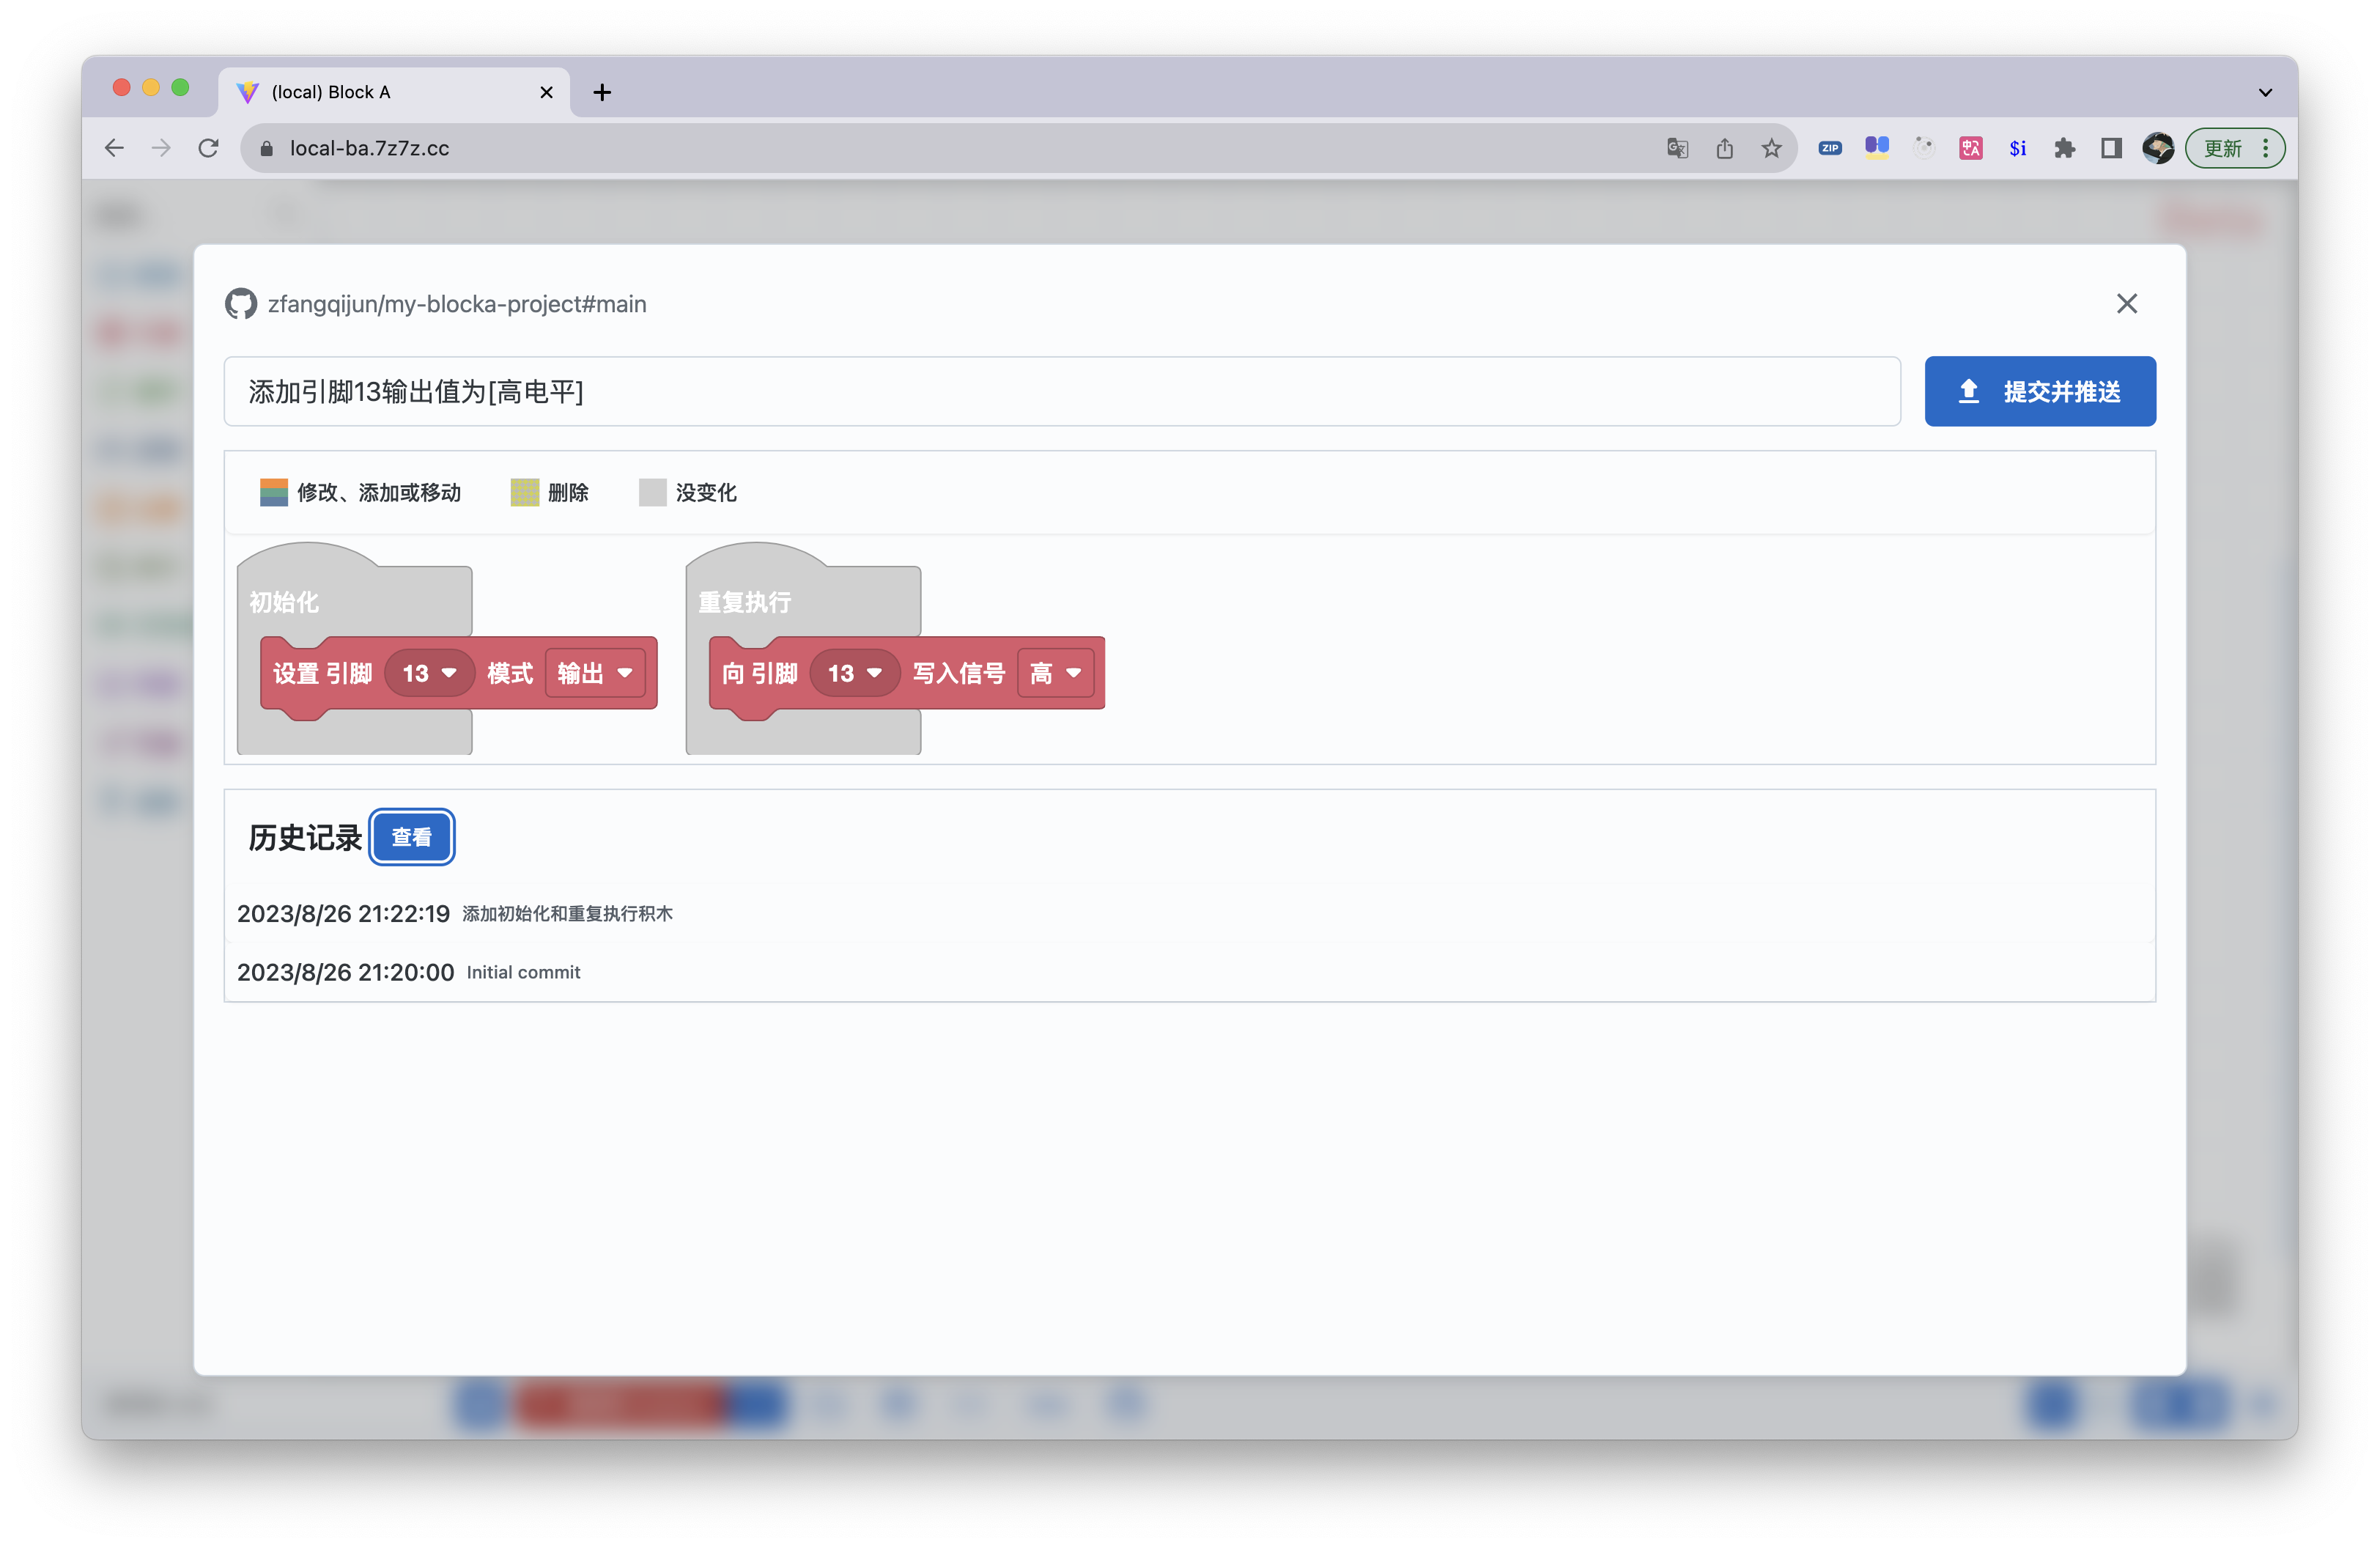 (local) Block A
local-ba.7z7z.cc
ZIP
$i
更新
zfangqijun/my-blocka-project#main
添加引脚13输出值为[高电平]
提交并推送
修改、添加或移动 删除 没变化
初始化
设置 引脚 13 模式 输出
重复执行
向 引脚 13 写入信号 高
历史记录 查看
2023/8/26 21:22:19 添加初始化和重复执行积木
2023/8/26 21:20:00 Initial commit